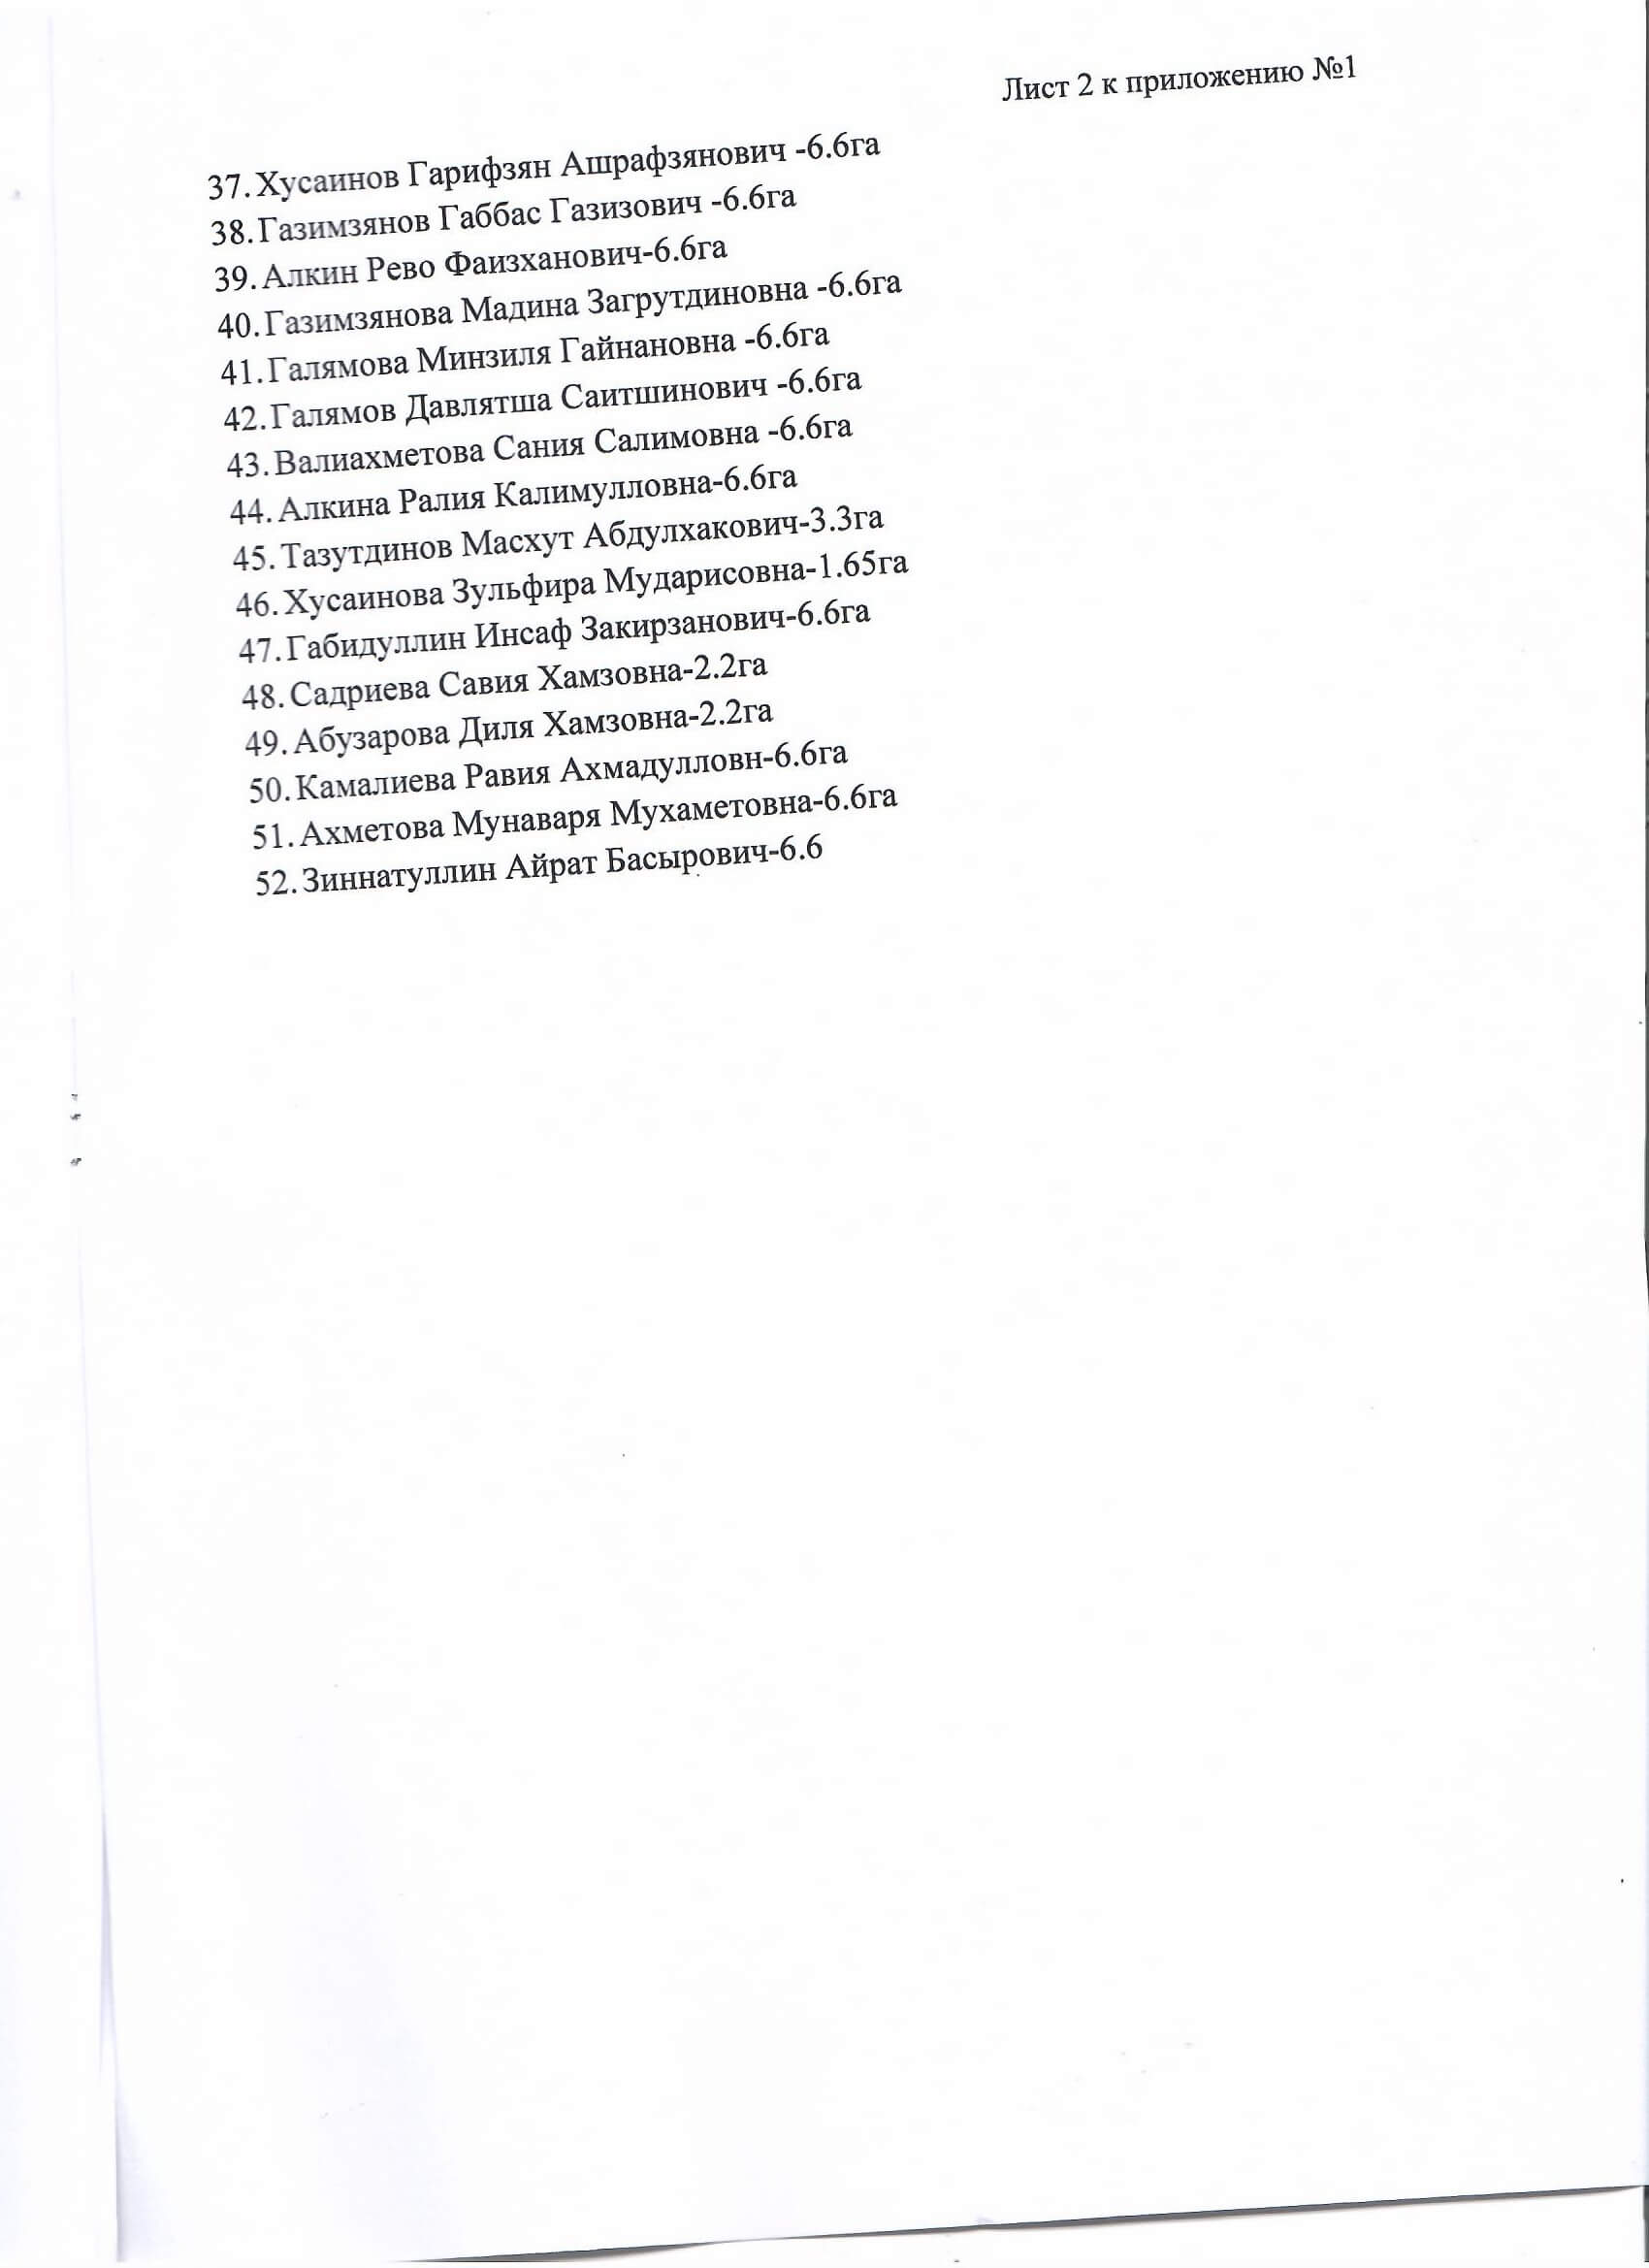 Лист 2 к приложению №1
37. Хусаинов Гарифзян Ашрафзянович -6.6га
38. Газимзянов Габбас Газизович -6.6га
39. Алкин Рево Фаизханович-6.6га
40. Газимзянова Мадина Загрутдиновна -6.6га
41. Галямова Минзиля Гайнановна -6.6га
42. Галямов Давлятша Саитшинович -6.6га
43. Валиахметова Сания Салимовна -6.6га
44. Алкина Ралия Калимулловна-6.6га
45. Тазутдинов Масхут Абдулхакович-3.3га
46. Хусаинова Зульфира Мударисовна-1.65га
47. Габидуллин Инсаф Закирзанович-6.6га
48. Садриева Савия Хамзовна-2.2га
49. Абузарова Диля Хамзовна-2.2га
50. Камалиева Равия Ахмадулловн-6.6га
51. Ахметова Мунаваря Мухаметовна-6.6га
52. Зиннатуллин Айрат Басырович-6.6